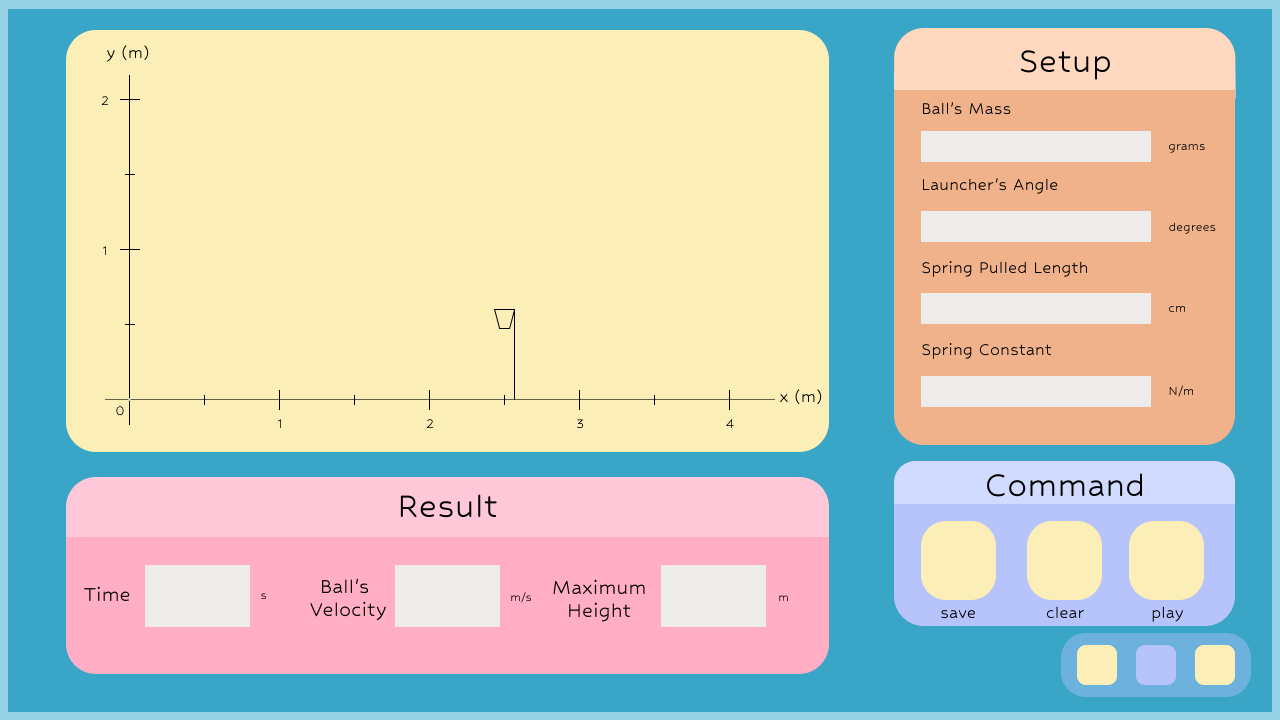 y (m)
2
1
0
1
2
3
4
x (m)
Setup
Ball's Mass
grams
Launcher's Angle
degrees
Spring Pulled Length
cm
Spring Constant
N/m
Result
Time
s
Ball's
Velocity
m/s
Maximum
Height
m
Command
save
clear
play